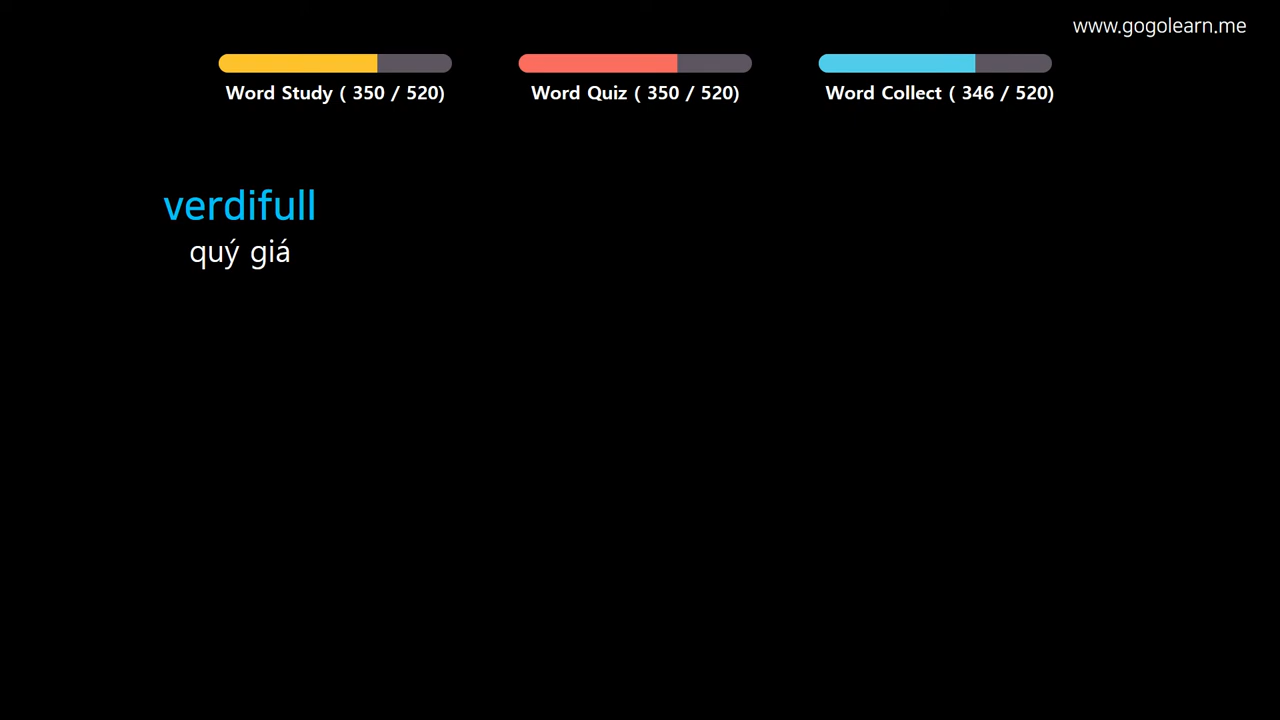 www.gogolearn.me
Word Study ( 350 / 520)
Word Quiz ( 350 / 520)
Word Collect ( 346 / 520)
verdifull
quý giá